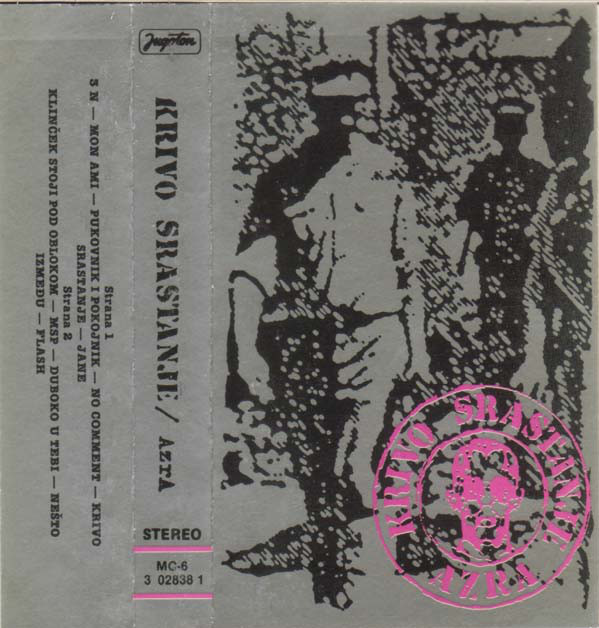 S N — MON AMI — PUKOVNIK I POKOJNIK — NO COMMENT — KRIVO
SRASTANJE — JANE
Strana 1
Strana 2
KLINČEK STOJI POD OBLOKOM — MSP — DUBOKO U TEBI — NEŠTO
IZMEĐU — FLASH
Jugoton
KRIVO SRASTANJE / AZRA
STEREO
MC-6
3 02838 1
KRIVO SRASTANJE
AZRA